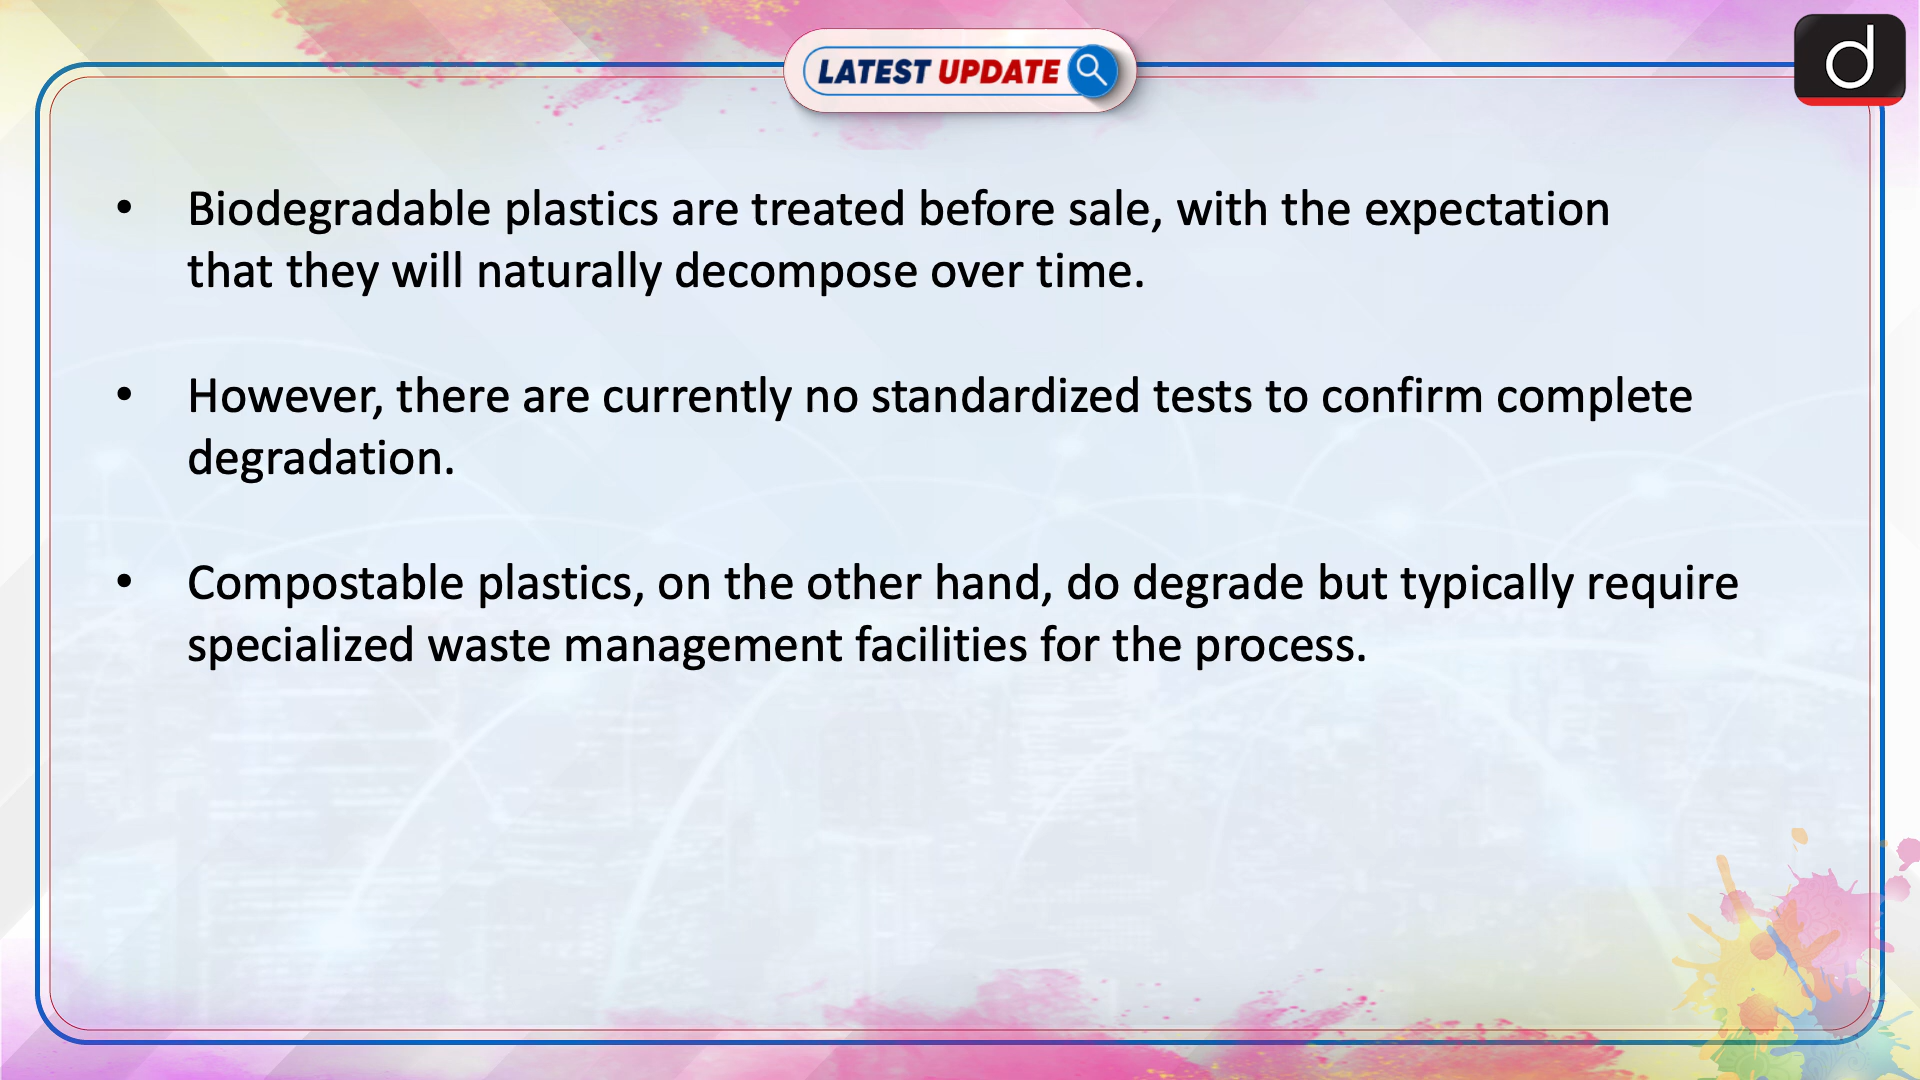 LATEST UPDATE
d
• Biodegradable plastics are treated before sale, with the expectation
that they will naturally decompose over time.
• However, there are currently no standardized tests to confirm complete
degradation.
• Compostable plastics, on the other hand, do degrade but typically require
specialized waste management facilities for the process.